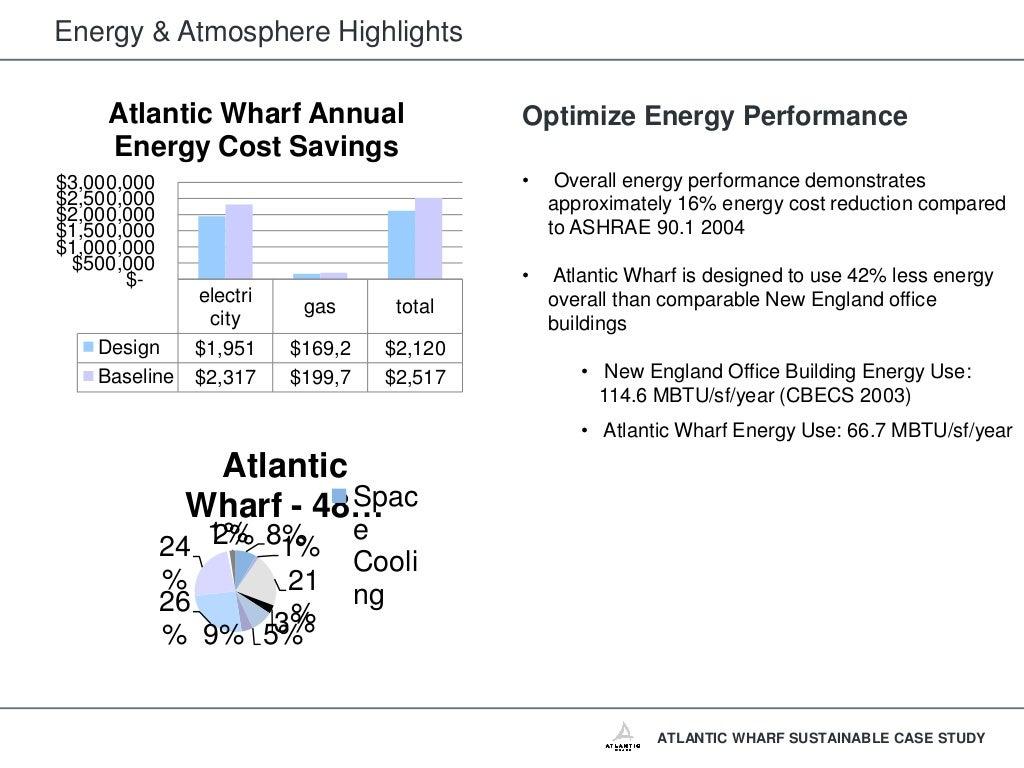 Energy & Atmosphere Highlights
Atlantic Wharf Annual
Energy Cost Savings
$3,000,000
$2,500,000
$2,000,000
$1,500,000
$1,000,000
$500,000
$-
electri
city
gas
total
Design $1,951 $169,2 $2,120
Baseline $2,317 $199,7 $2,517
Atlantic
Wharf - 48…
Spac
e
Cooli
ng
1%
2%
8%
1%
24
%
21
%
26
%
3%
9%
5%
Optimize Energy Performance
• Overall energy performance demonstrates
approximately 16% energy cost reduction compared
to ASHRAE 90.1 2004
• Atlantic Wharf is designed to use 42% less energy
overall than comparable New England office
buildings
• New England Office Building Energy Use:
114.6 MBTU/sf/year (CBECS 2003)
• Atlantic Wharf Energy Use: 66.7 MBTU/sf/year
ATLANTIC
WHARF
ATLANTIC WHARF SUSTAINABLE CASE STUDY